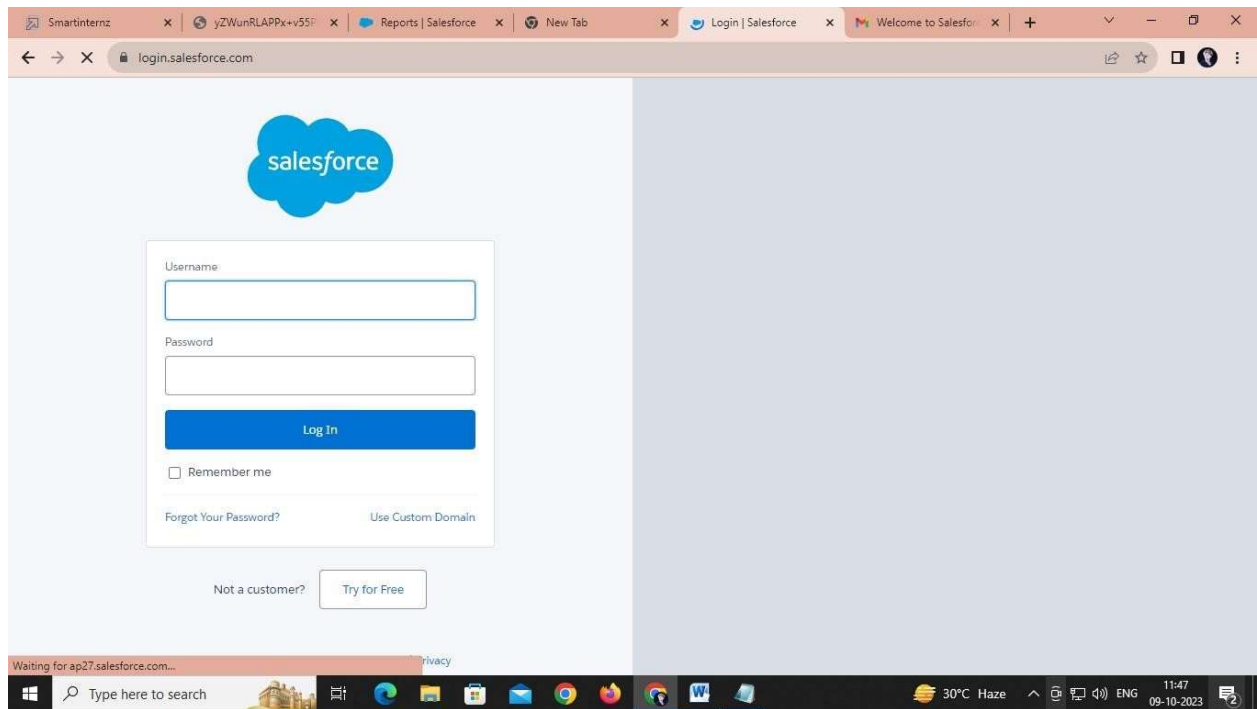 Smartinternz
yZWunRLAPPx+v55F
Reports | Salesforce
New Tab
Login | Salesforce
Welcome to Salesfor
login.salesforce.com
salesforce
Username
Password
Log In
Remember me
Forgot Your Password? Use Custom Domain
Not a customer? Try for Free
rivacy
Waiting for ap27.salesforce.com...
Type here to search
30°C Haze
ENG
11:47
09-10-2023
2